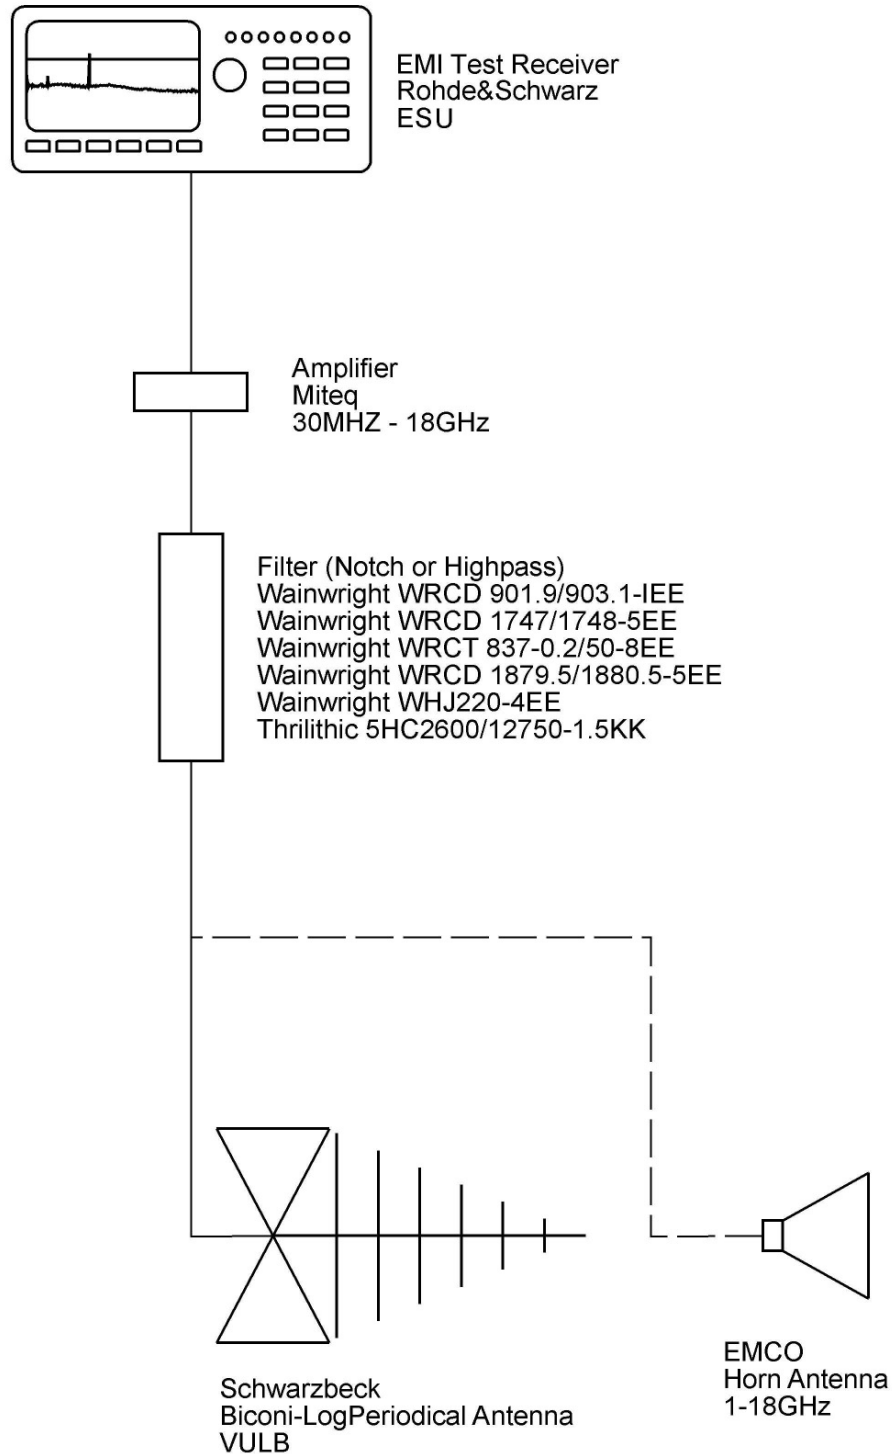 EMI Test Receiver
Rohde&Schwarz
ESU
Amplifier
Miteq
30MHZ - 18GHz
Filter (Notch or Highpass)
Wainwright WRCD 901.9/903.1-IEE
Wainwright WRCD 1747/1748-5EE
Wainwright WRCT 837-0.2/50-8EE
Wainwright WRCD 1879.5/1880.5-5EE
Wainwright WHJ220-4EE
Thrilithic 5HC2600/12750-1.5KK
Schwarzbeck
Biconi-LogPeriodical Antenna
VULB
EMCO
Horn Antenna
1-18GHz